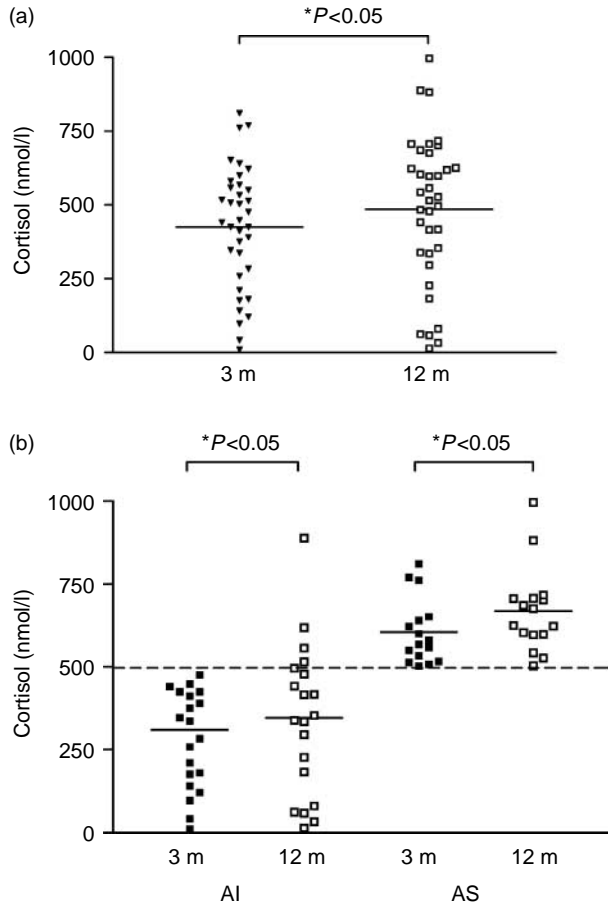 (a)
*P<0.05
1000
750
500
250
0
Cortisol (nmol/l)
3 m 12 m
(b)
*P<0.05 *P<0.05
1000
750
500
250
0
Cortisol (nmol/l)
3 m 12 m 3 m 12 m
AI AS